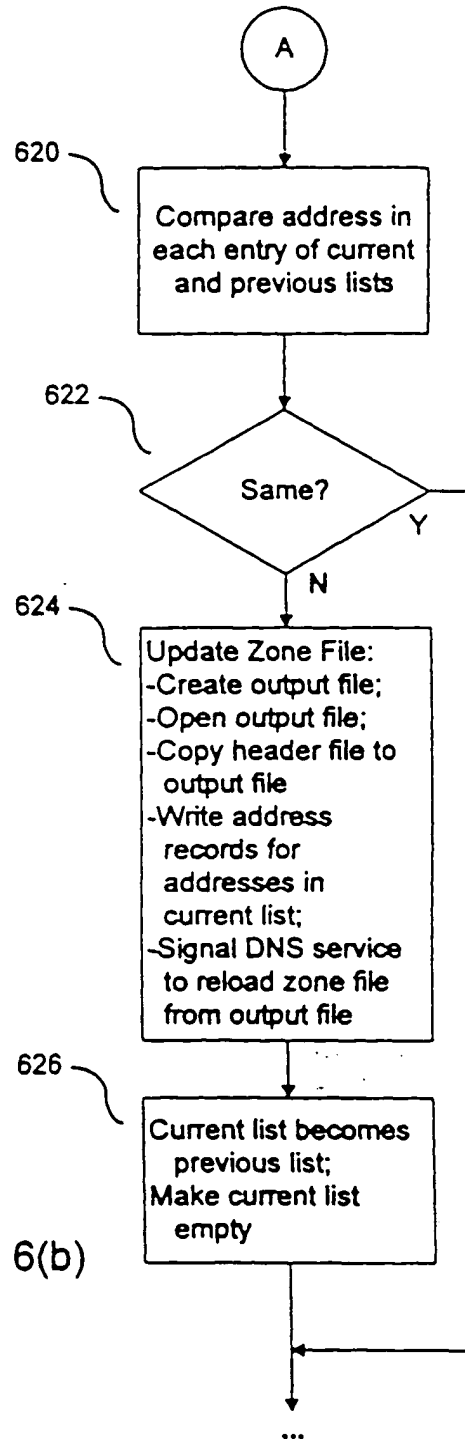 A
620
Compare address in
each entry of current
and previous lists
622
Same?
Y
N
624
Update Zone File:
-Create output file;
-Open output file;
-Copy header file to
output file
-Write address
records for
addresses in
current list;
-Signal DNS service
to reload zone file
from output file
626
Current list becomes
previous list;
Make current list
empty
6(b)
...